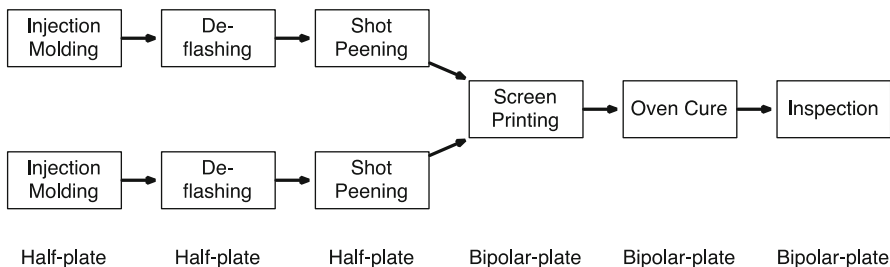 Injection
Molding
De-
flashing
Shot
Peening
Screen
Printing
Oven Cure
Inspection
Injection
Molding
De-
flashing
Shot
Peening
Half-plate
Half-plate
Half-plate
Bipolar-plate
Bipolar-plate
Bipolar-plate